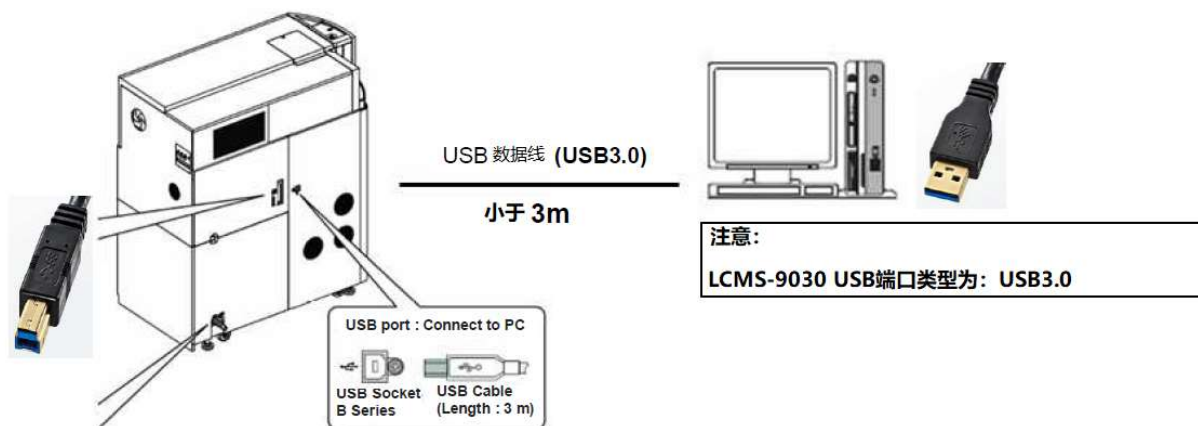 USB 数据线 (USB3.0)
小于 3m
注意：
LCMS-9030 USB端口类型为：USB3.0
USB port : Connect to PC
USB Socket
B Series
USB Cable
(Length : 3 m)